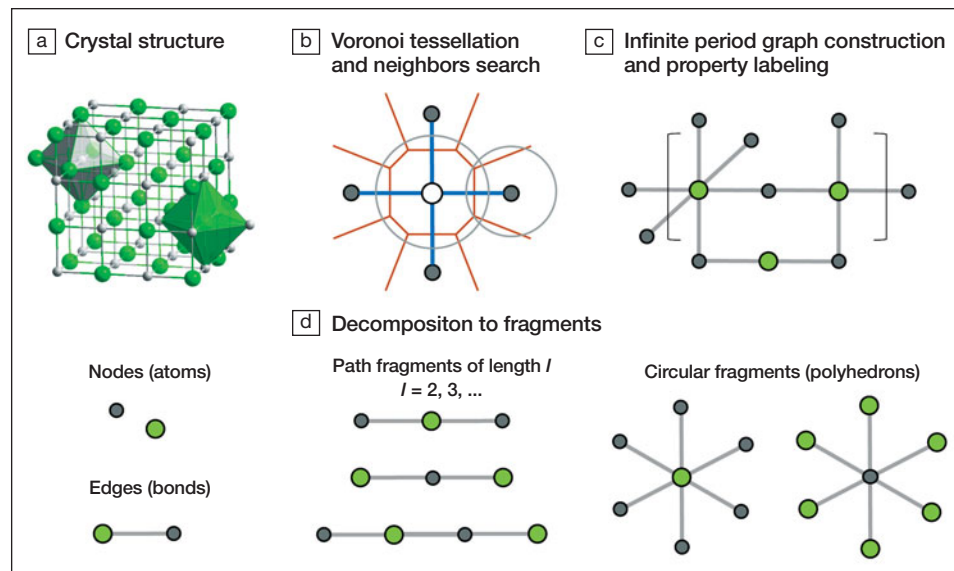 a Crystal structure
b Voronoi tessellation
and neighbors search
c Infinite period graph construction
and property labeling
d Decompositon to fragments
Nodes (atoms)
Edges (bonds)
Path fragments of length l
l = 2, 3, ...
Circular fragments (polyhedrons)